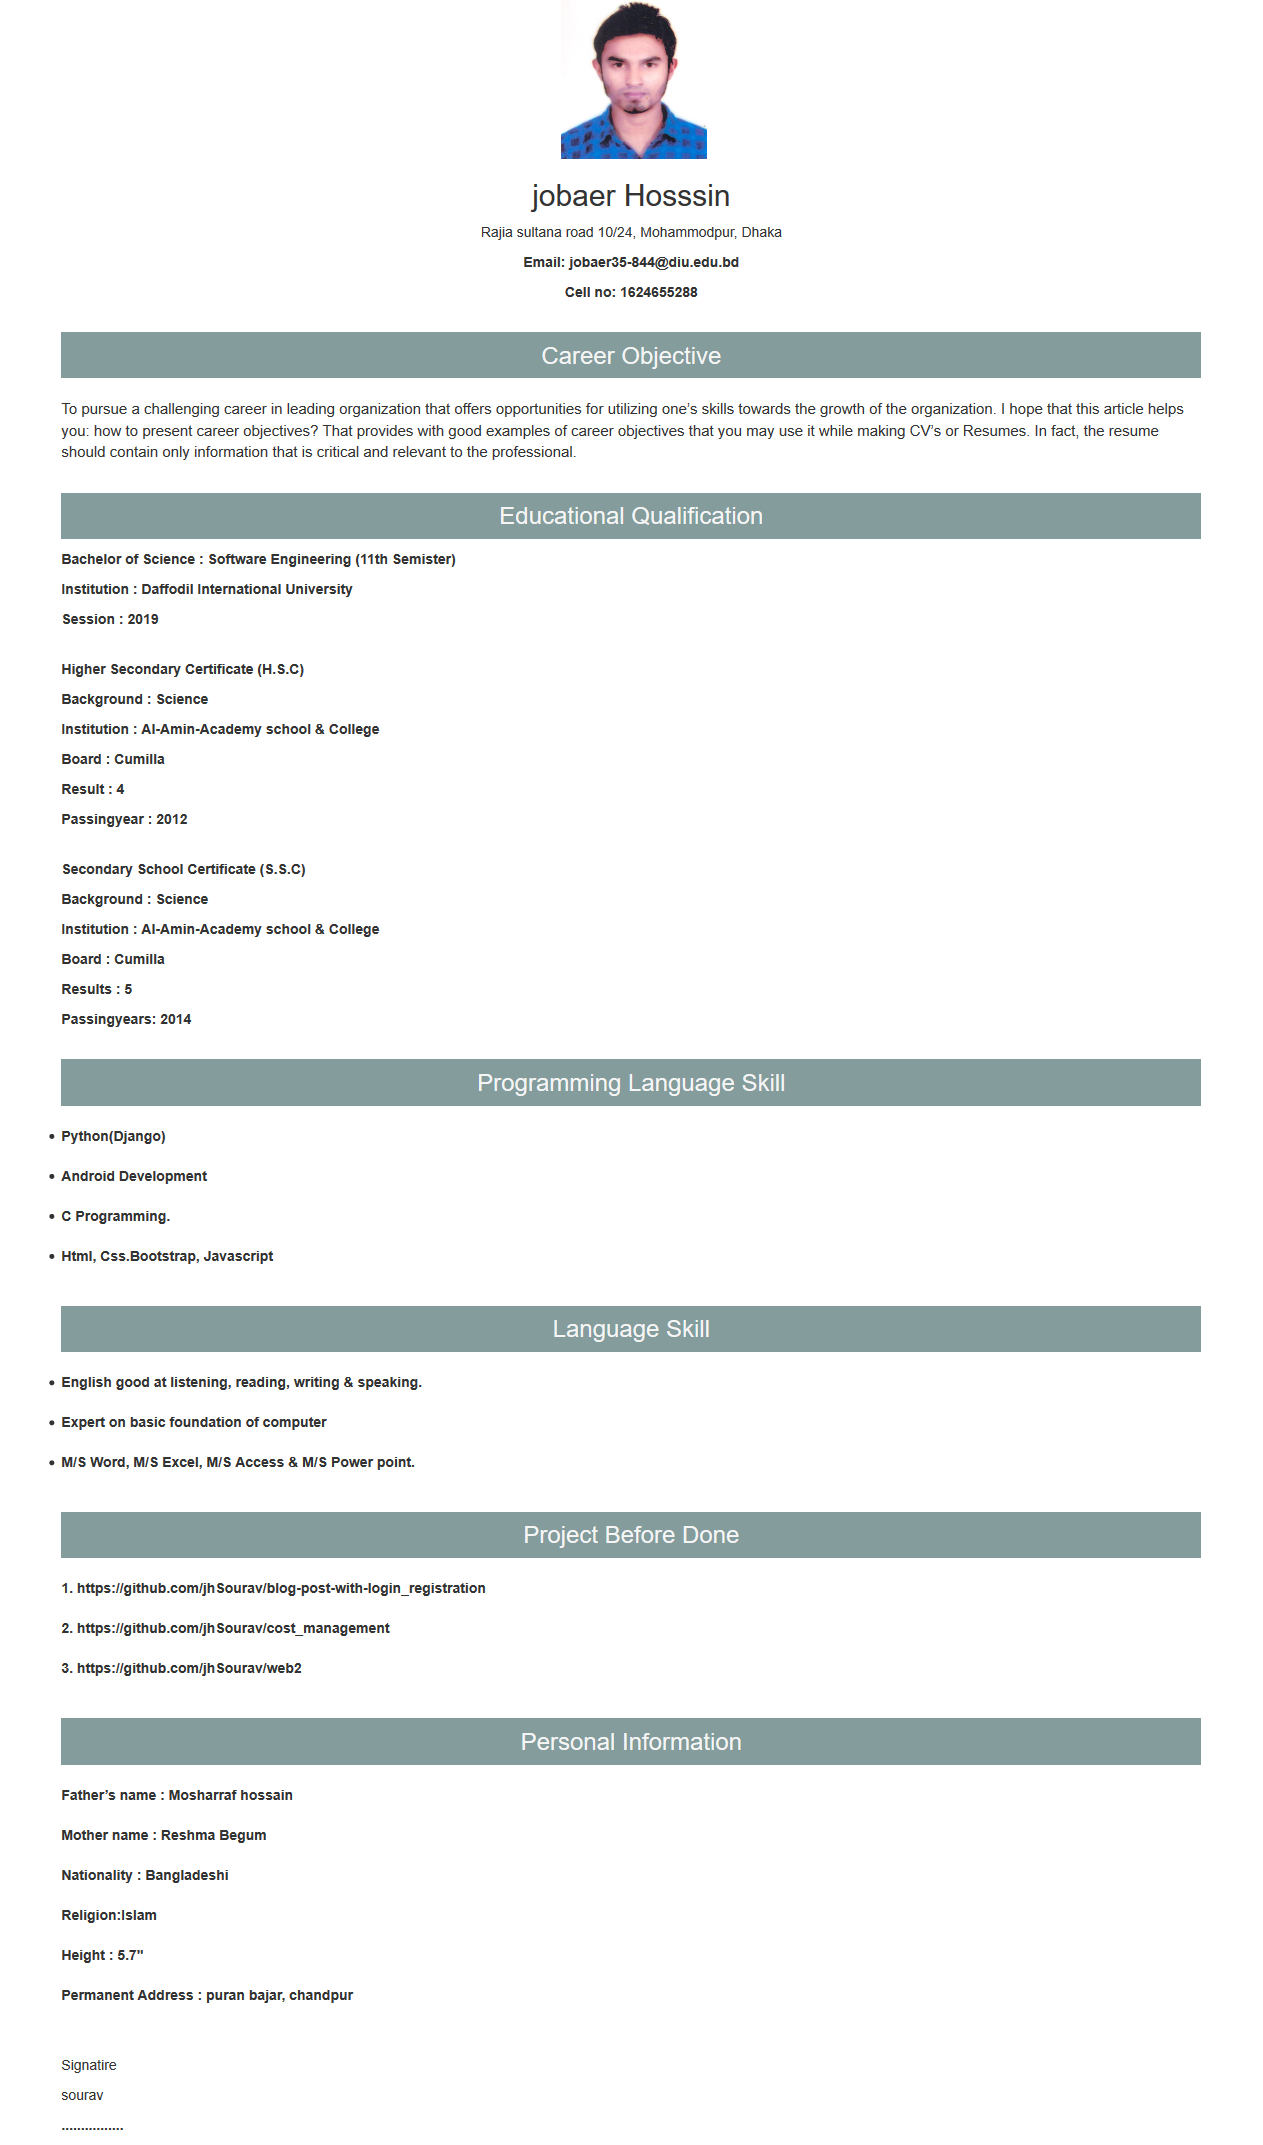 jobaer Hosssin
Rajia sultana road 10/24, Mohammodpur, Dhaka
Email: jobaer35-844@diu.edu.bd
Cell no: 1624655288
Career Objective
To pursue a challenging career in leading organization that offers opportunities for utilizing one’s skills towards the growth of the organization. I hope that this article helps
you: how to present career objectives? That provides with good examples of career objectives that you may use it while making CV’s or Resumes. In fact, the resume
should contain only information that is critical and relevant to the professional.
Educational Qualification
Bachelor of Science : Software Engineering (11th Semister)
Institution : Daffodil International University
Session : 2019
Higher Secondary Certificate (H.S.C)
Background : Science
Institution : Al-Amin-Academy school & College
Board : Cumilla
Result : 4
Passingyear : 2012
Secondary School Certificate (S.S.C)
Background : Science
Institution : Al-Amin-Academy school & College
Board : Cumilla
Results : 5
Passingyears: 2014
Programming Language Skill
• Python(Django)
• Android Development
• C Programming.
• Html, Css.Bootstrap, Javascript
Language Skill
• English good at listening, reading, writing & speaking.
• Expert on basic foundation of computer
• M/S Word, M/S Excel, M/S Access & M/S Power point.
Project Before Done
1. https://github.com/jhSourav/blog-post-with-login_registration
2. https://github.com/jhSourav/cost_management
3. https://github.com/jhSourav/web2
Personal Information
Father’s name : Mosharraf hossain
Mother name : Reshma Begum
Nationality : Bangladeshi
Religion:Islam
Height : 5.7"
Permanent Address : puran bajar, chandpur
Signatire
sourav
................